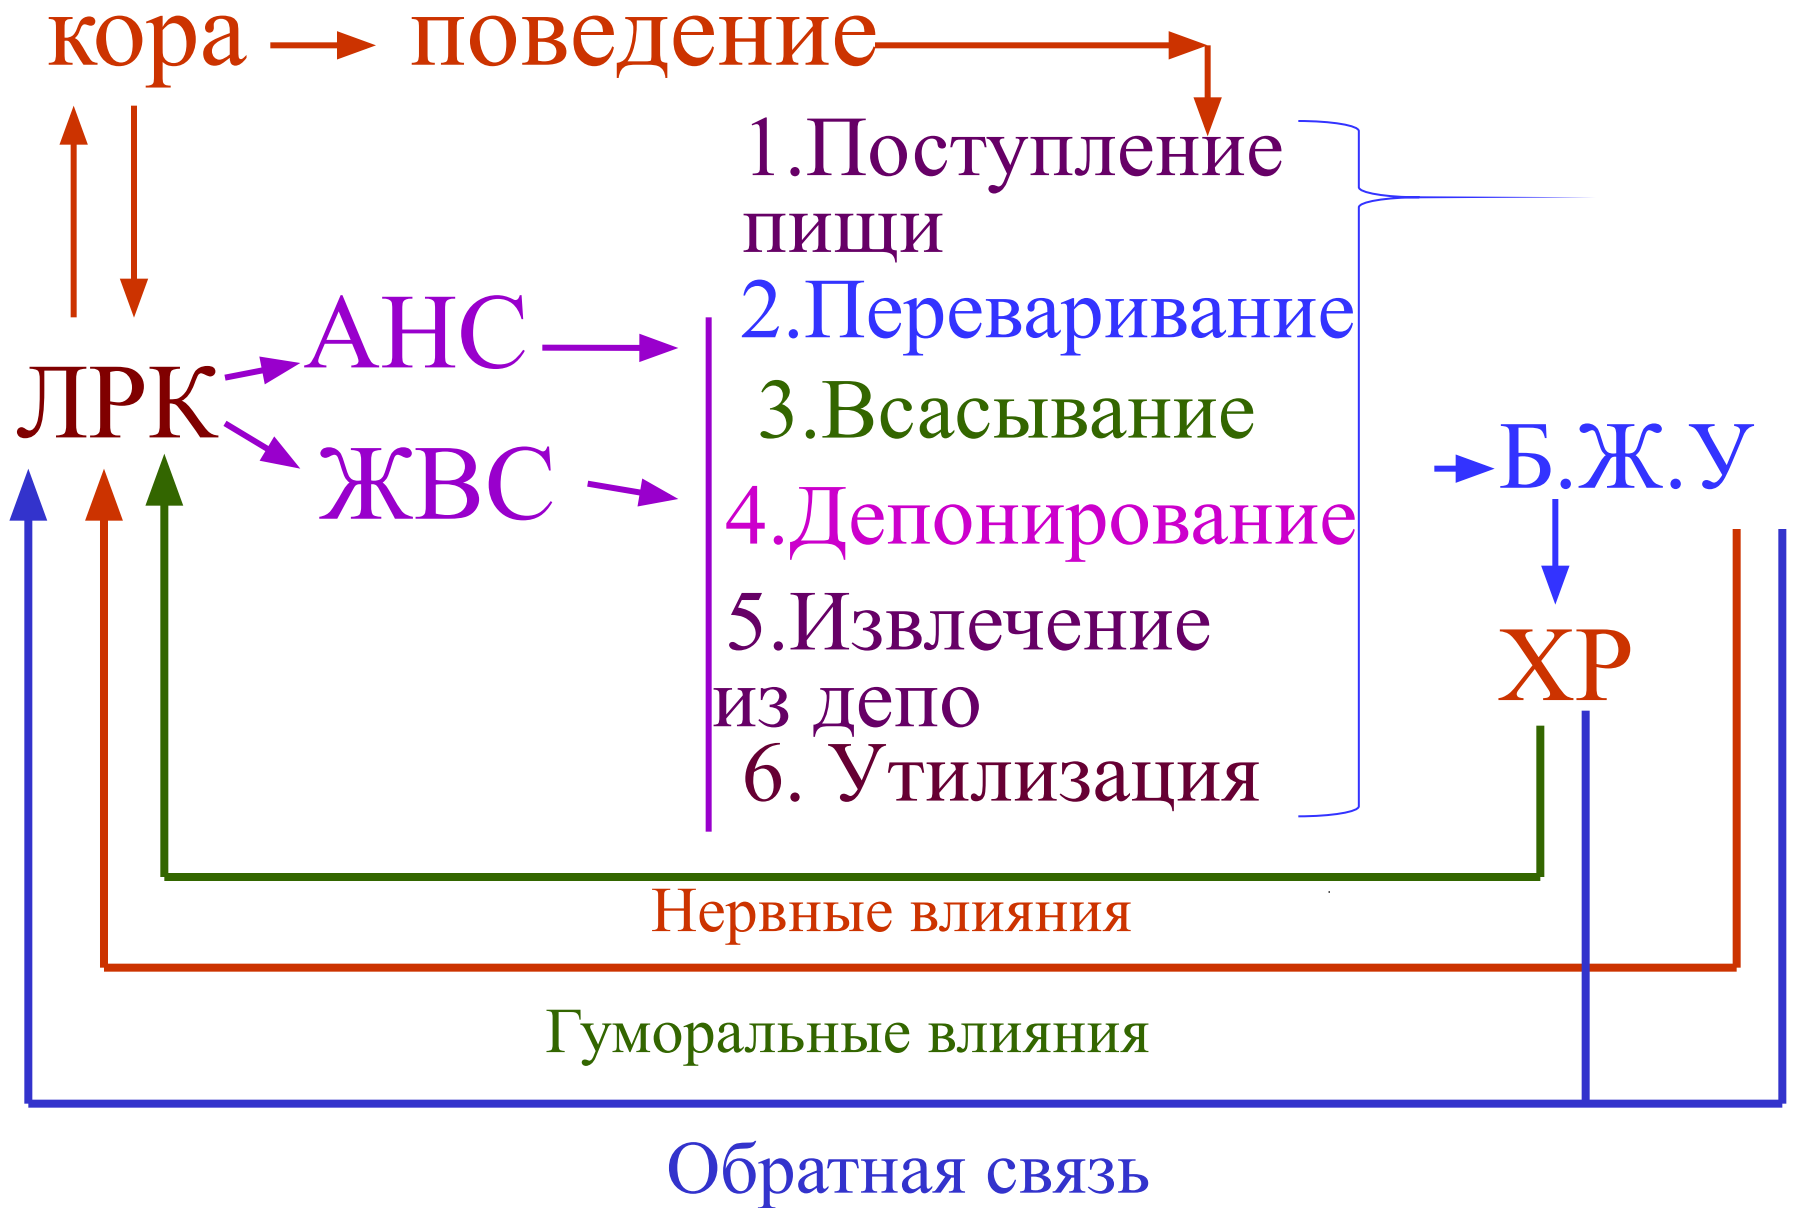 кора поведение
1.Поступление
пищи
АНС
2.Переваривание
ЛРК
3.Всасывание
ЖВС
Б.Ж.У
4.Депонирование
5.Извлечение
из депо
ХР
6. Утилизация
Нервные влияния
Гуморальные влияния
Обратная связь